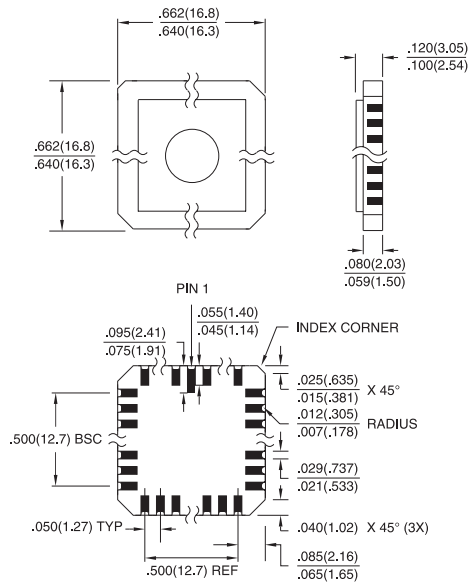 .662(16.8)
.640(16.3)
.120(3.05)
.100(2.54)
.662(16.8)
.640(16.3)
.080(2.03)
.059(1.50)
PIN 1
.055(1.40)
.045(1.14)
.095(2.41)
.075(1.91)
INDEX CORNER
.025(.635)
.015(.381)
X 45°
.012(.305)
.007(.178)
RADIUS
.500(12.7) BSC
.029(.737)
.021(.533)
.050(1.27) TYP
.040(1.02) X 45° (3X)
.500(12.7) REF
.085(2.16)
.065(1.65)